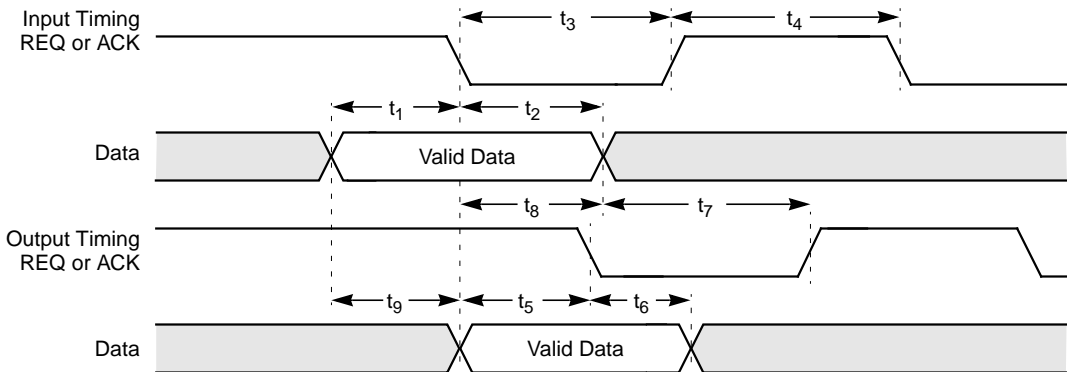 Input Timing
REQ or ACK
t3
t4
t1
t2
Data
Valid Data
t8
t7
Output Timing
REQ or ACK
t9
t5
t6
Data
Valid Data